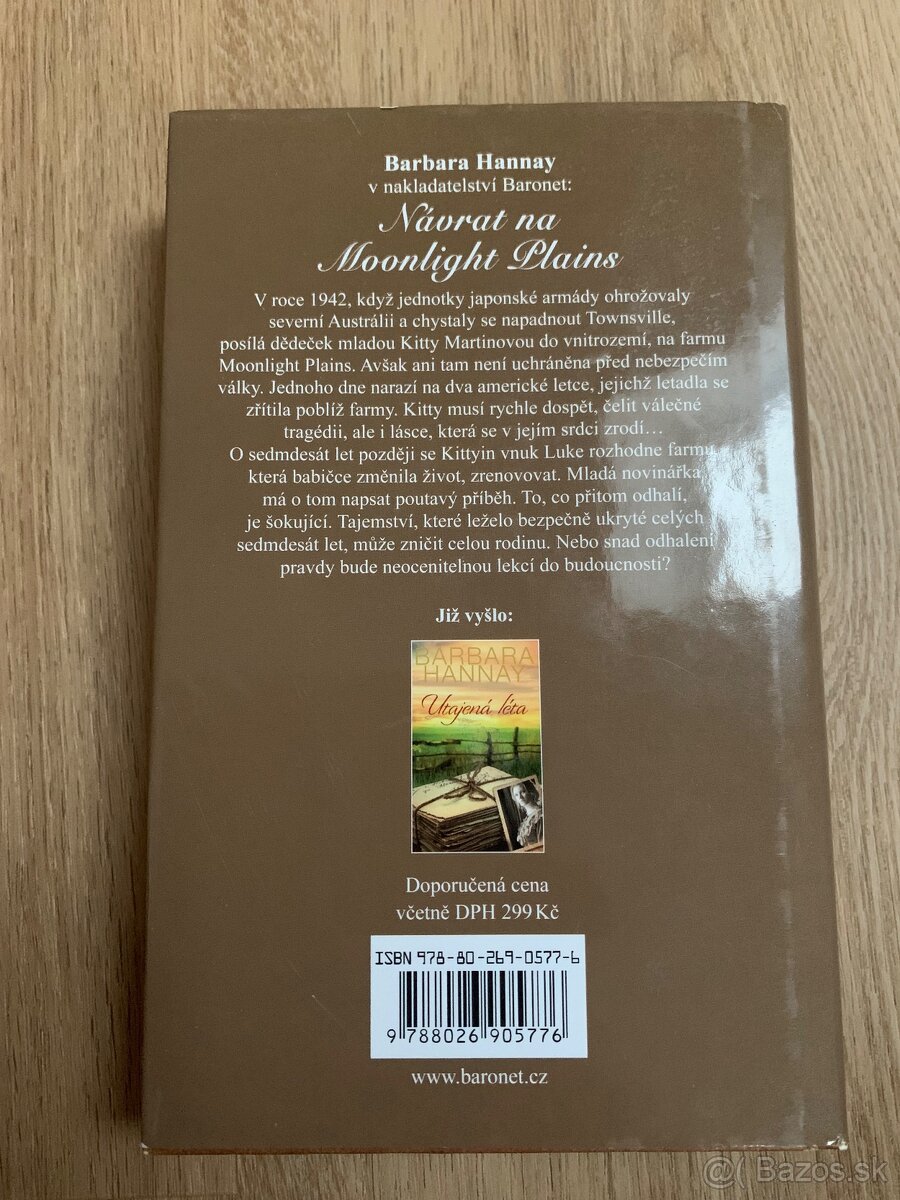 Barbara Hannay
v nakladatelství Baronet:
Návrat na
Moonlight Plains
V roce 1942, když jednotky japonské armády ohrožovaly
severní Austrálii a chystaly se napadnout Townsville,
posílá dědeček mladou Kitty Martinovou do vnitrozemí, na farmu
Moonlight Plains. Avšak ani tam není uchráněna před nebezpečím
války. Jednoho dne narazí na dva americké letce, jejichž letadla se
zřítila poblíž farmy. Kitty musí rychle dospět, čelit válečné
tragédii, ale i lásce, která se v jejím srdci zrodí…
O sedmdesát let později se Kittyin vnuk Luke rozhodne farmu,
která babičce změnila život, zrenovovat. Mladá novinářka
má o tom napsat poutavý příběh. To, co přitom odhalí,
je šokující. Tajemství, které leželo bezpečně ukryté celých
sedmdesát let, může zničit celou rodinu. Nebo snad odhalení
pravdy bude neocenitelnou lekcí do budoucnosti?
Již vyšlo:
BARBARA
HANNAY
Utajená léta
Doporučená cena
včetně DPH 299 Kč
ISBN 978-80-269-0577-6
9 788026 905776
www.baronet.cz
@( Bazos.sk